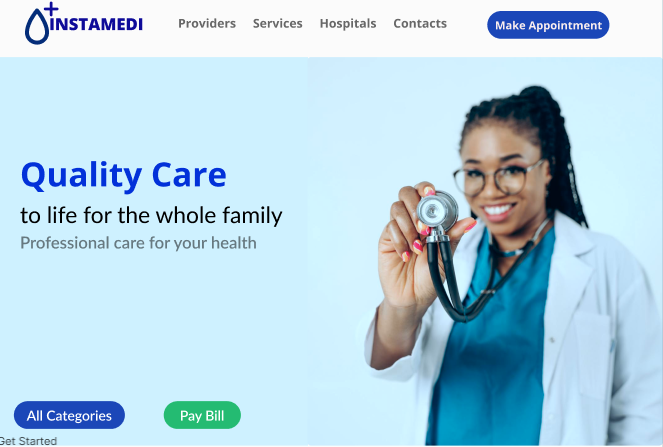 INSTAMEDI
Providers Services Hospitals Contacts Make Appointment
Quality Care
to life for the whole family
Professional care for your health
All Categories Pay Bill
Get Started